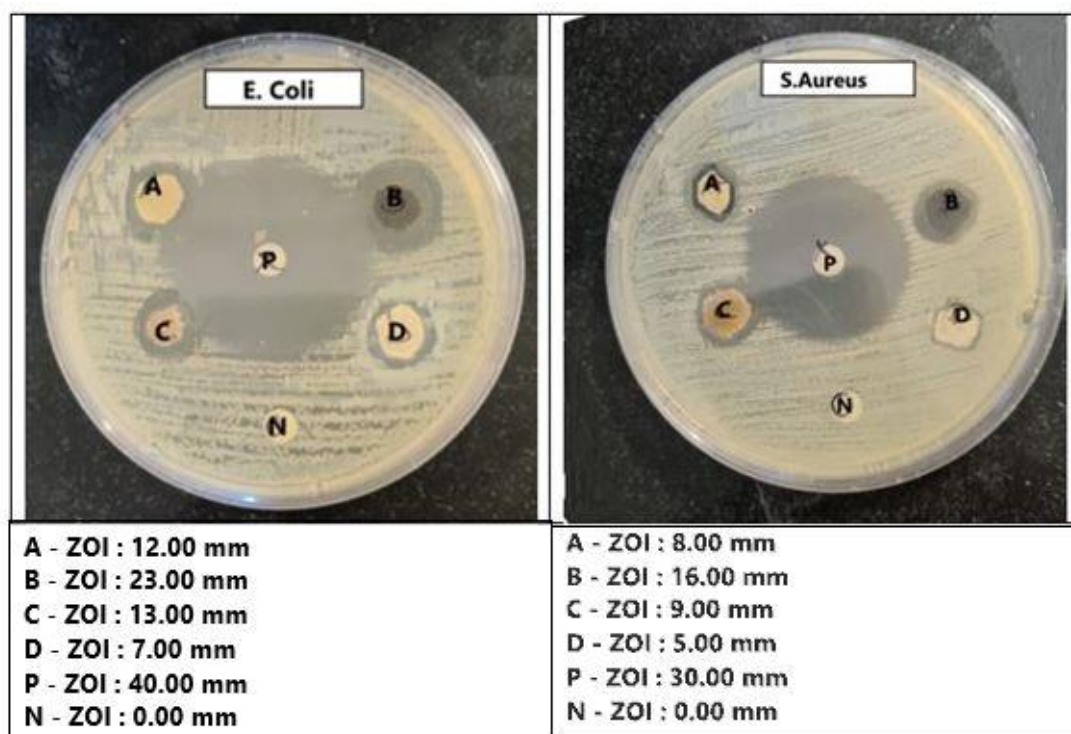 E. Coli
A
B
P
C
D
N
A - ZOI : 12.00 mm
B - ZOI : 23.00 mm
C - ZOI : 13.00 mm
D - ZOI : 7.00 mm
P - ZOI : 40.00 mm
N - ZOI : 0.00 mm
S.Aureus
A
B
P
C
D
N
A - ZOI : 8.00 mm
B - ZOI : 16.00 mm
C - ZOI : 9.00 mm
D - ZOI : 5.00 mm
P - ZOI : 30.00 mm
N - ZOI : 0.00 mm